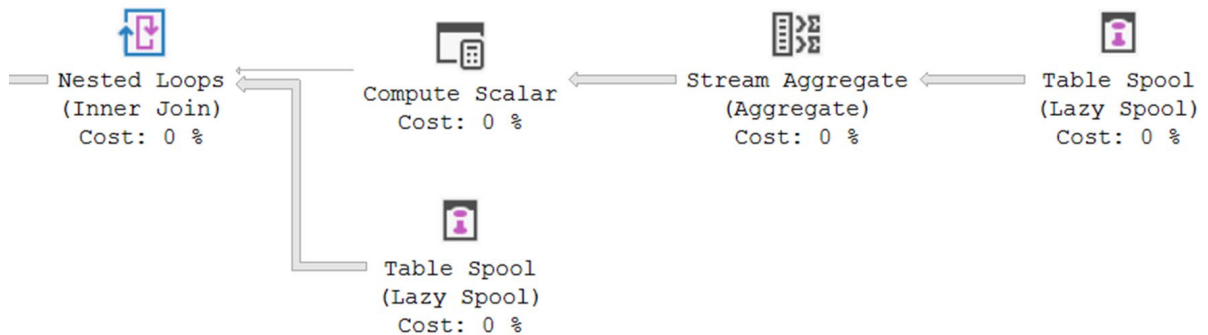 Nested Loops
(Inner Join)
Cost: 0 %
Compute Scalar
Cost: 0 %
Stream Aggregate
(Aggregate)
Cost: 0 %
Table Spool
(Lazy Spool)
Cost: 0 %
Table Spool
(Lazy Spool)
Cost: 0 %